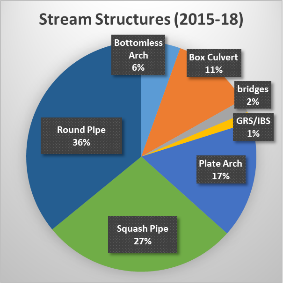 Stream Structures (2015-18)
Bottomless
Arch
6%
Box Culvert
11%
bridges
2%
GRS/IBS
1%
Plate Arch
17%
Squash Pipe
27%
Round Pipe
36%